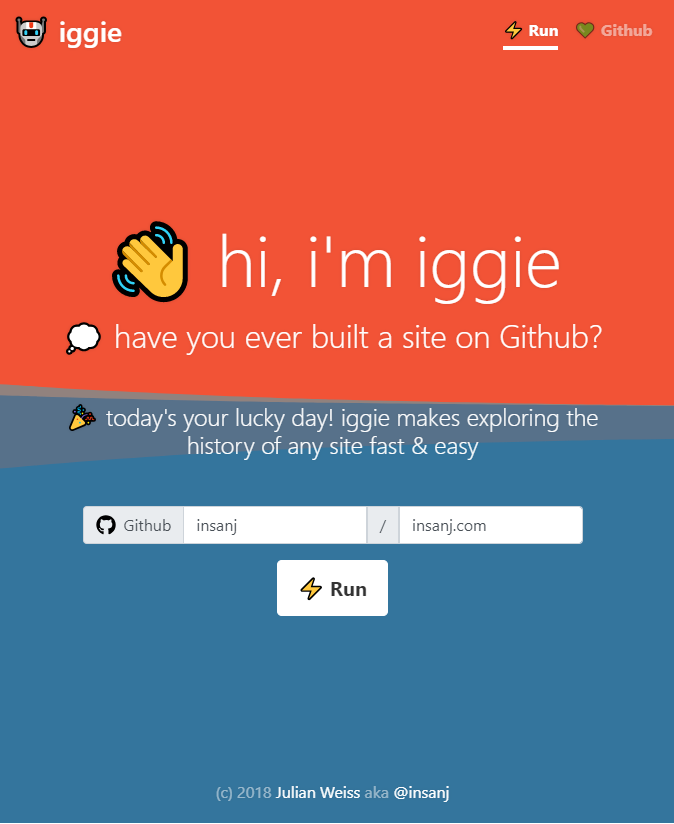 iggie
Run
Github
hi, i'm iggie
have you ever built a site on Github?
today's your lucky day! iggie makes exploring the
history of any site fast & easy
Github insanj / insanj.com
Run
(c) 2018 Julian Weiss aka @insanj